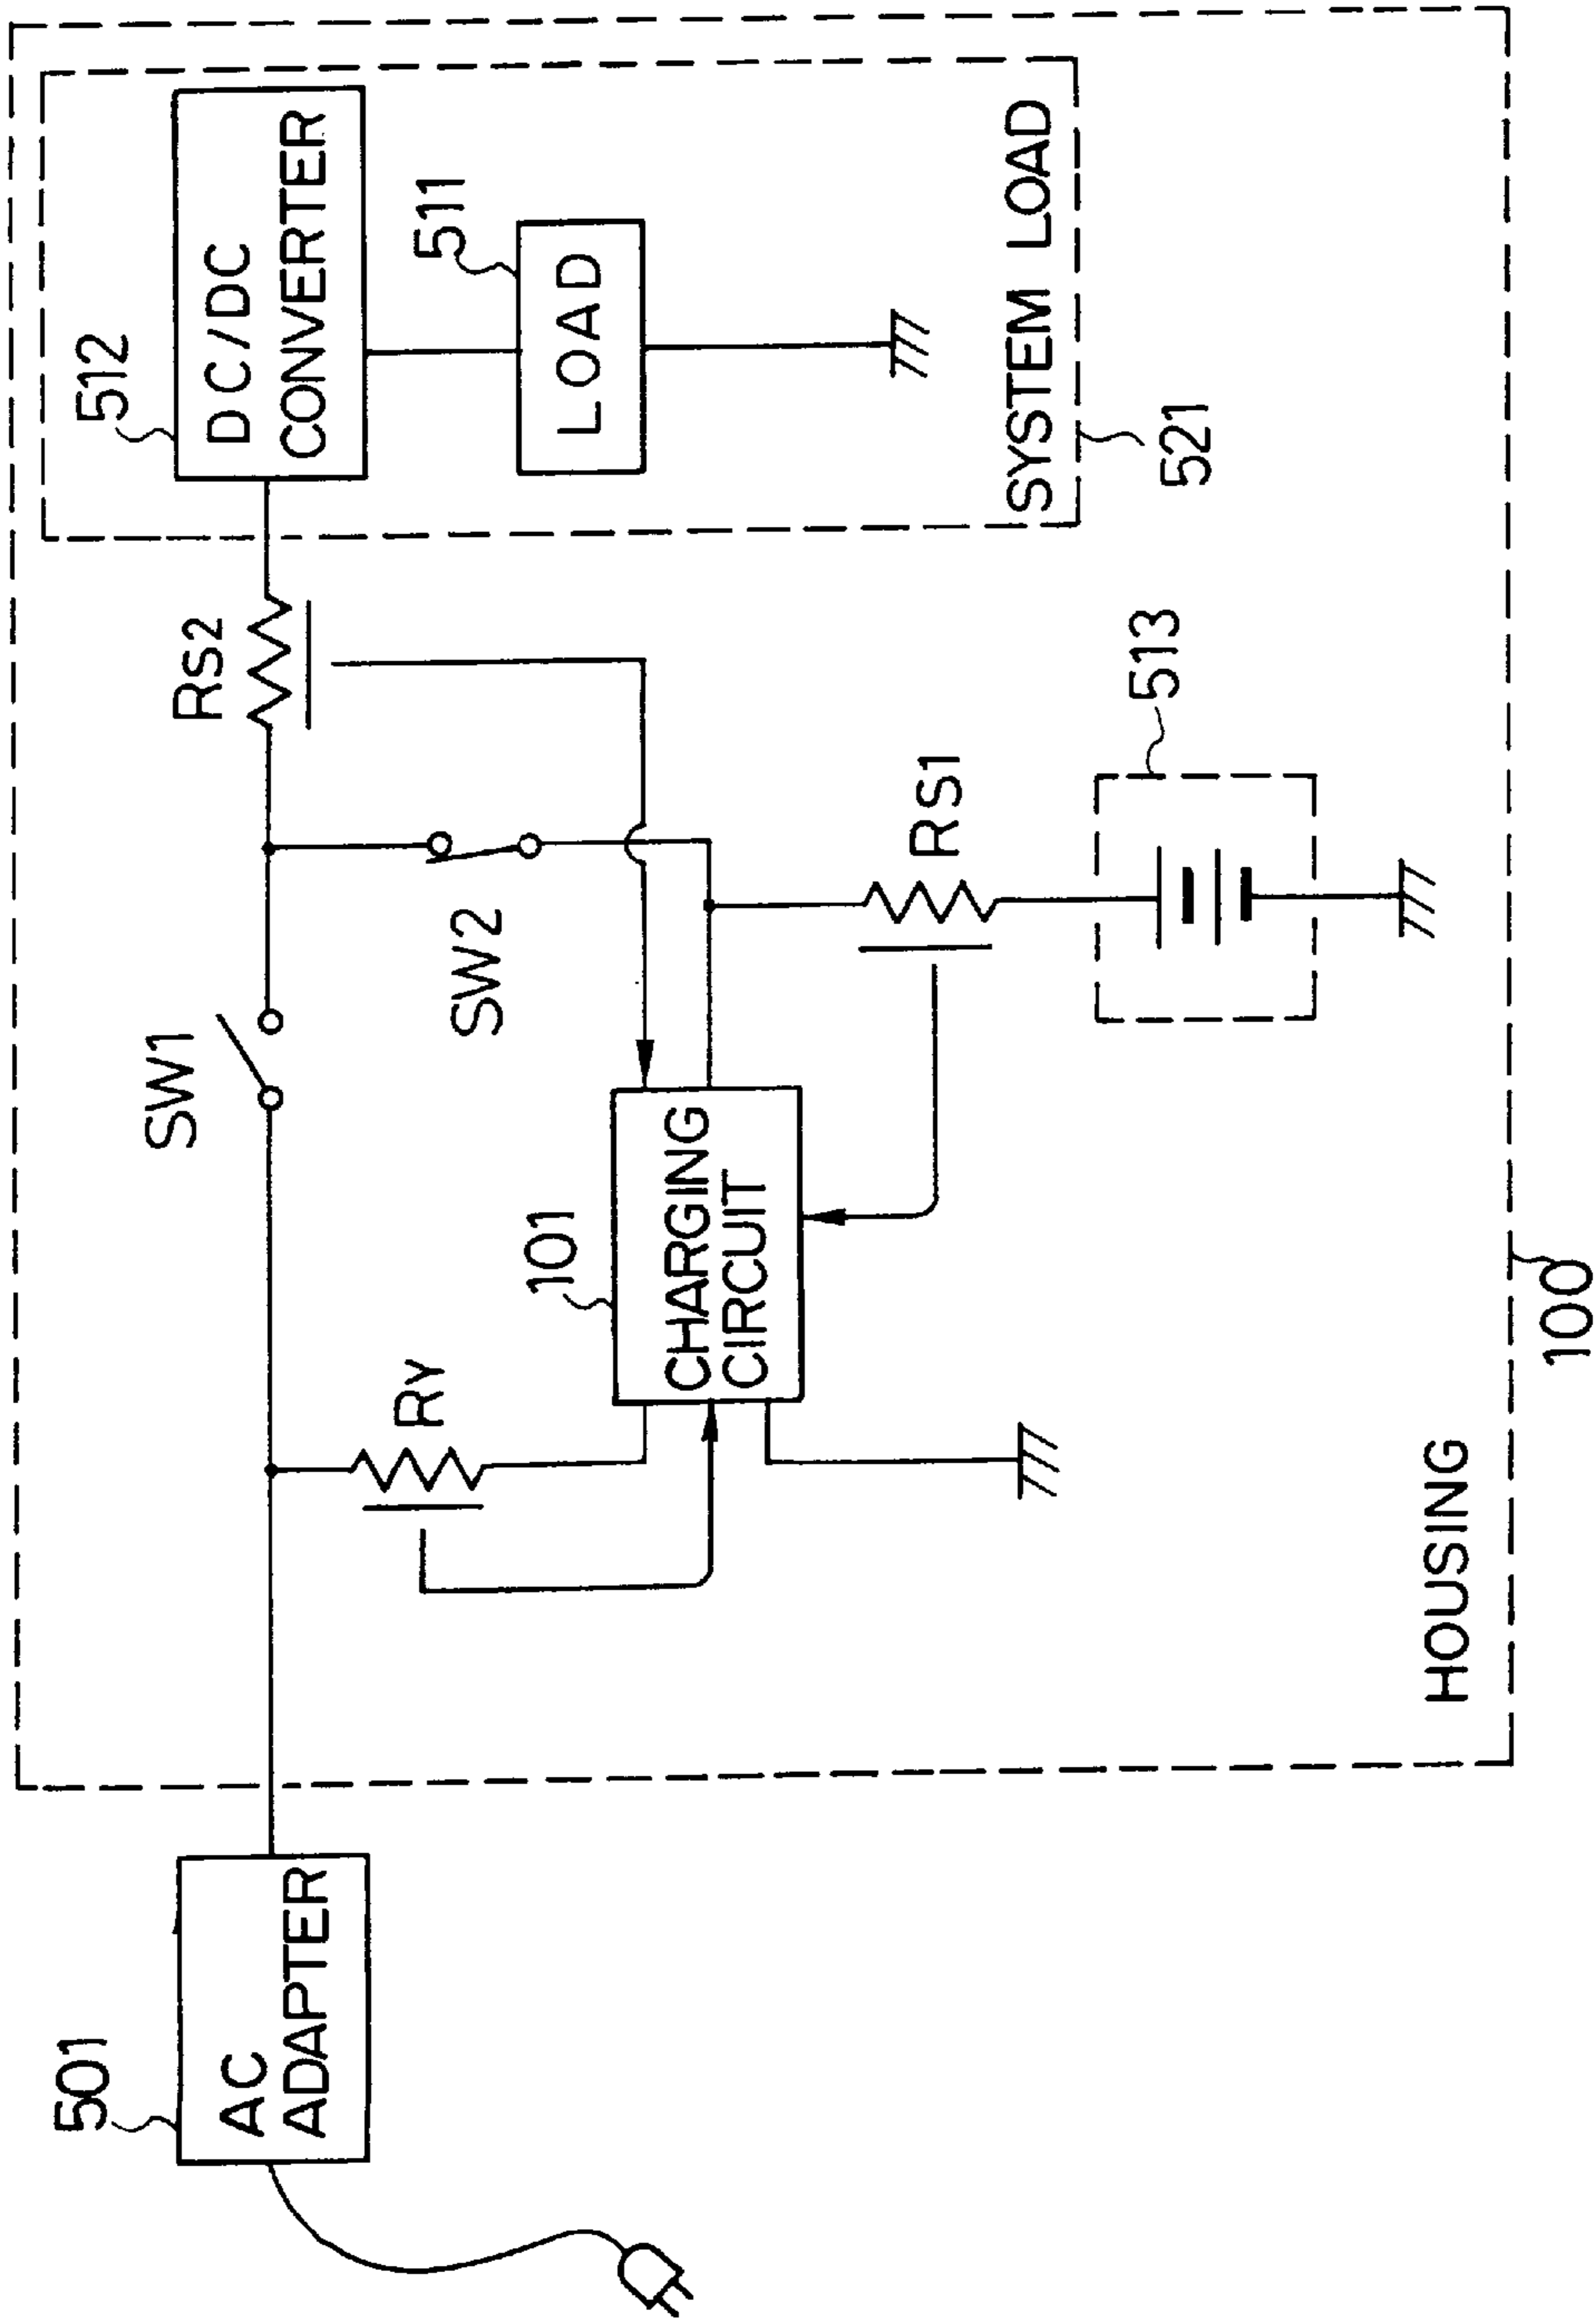 501
AC
ADAPTER
RY
SW1
101
CHARGING
CIRCUIT
SW2
RS2
RS1
513
512
DC/DC
CONVERTER
511
LOAD
SYSTEM LOAD
521
HOUSING
100